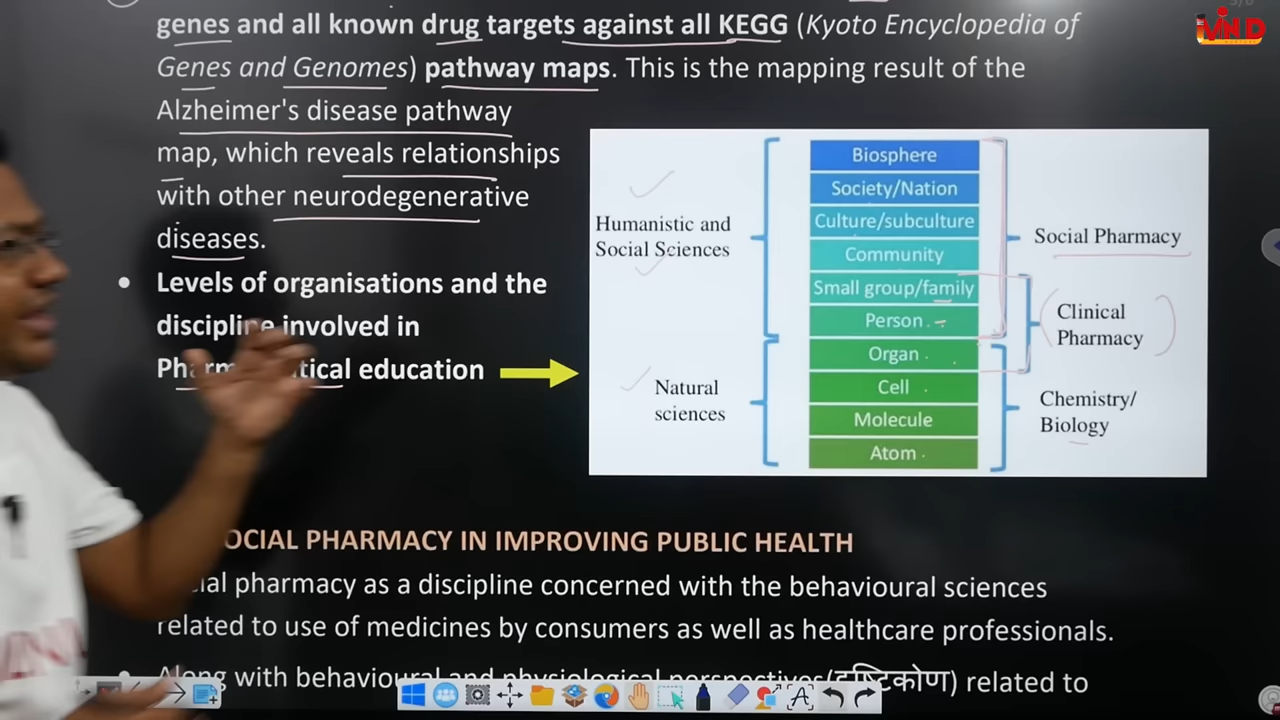 genes and all known drug targets against all KEGG (Kyoto Encyclopedia of
Genes and Genomes) pathway maps. This is the mapping result of the
Alzheimer's disease pathway
map, which reveals relationships
with other neurodegenerative
diseases.
• Levels of organisations and the
discipline involved in
education
Humanistic and
Social Sciences
Natural
sciences
Biosphere
Society/Nation
Culture/subculture
Community
Small group/family
Person
Organ
Cell
Molecule
Atom
Social Pharmacy
Clinical
Pharmacy
Chemistry/
Biology
PHARMACY IN IMPROVING PUBLIC HEALTH
pharmacy as a discipline concerned with the behavioural sciences
related to use of medicines by consumers as well as healthcare professionals.
with behavioural and physiological perspectives(दृष्टिकोण) related to